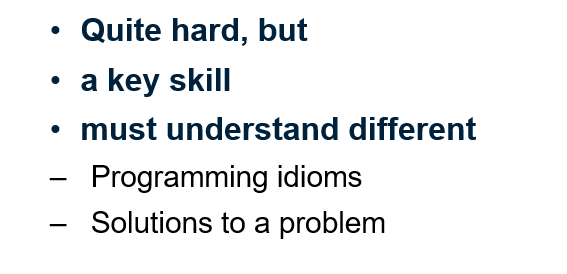 • Quite hard, but
• a key skill
• must understand different
– Programming idioms
– Solutions to a problem